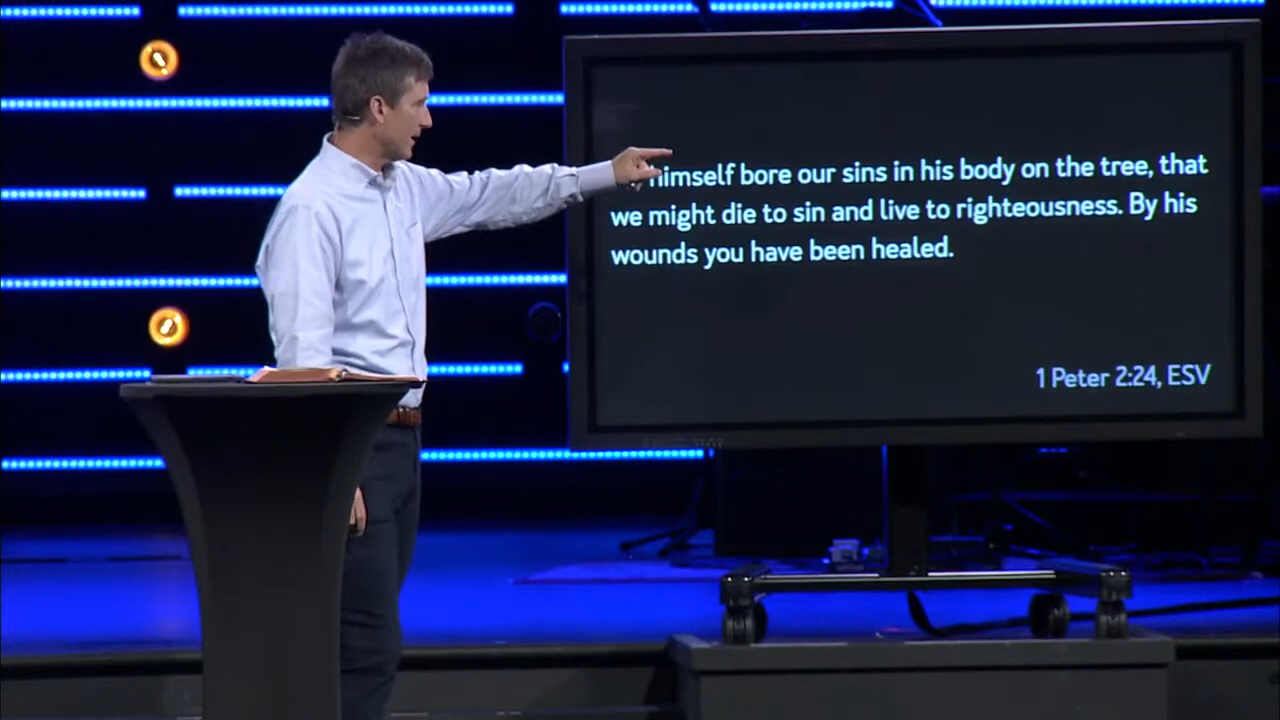 himself bore our sins in his body on the tree, that
we might die to sin and live to righteousness. By his
wounds you have been healed.
1 Peter 2:24, ESV